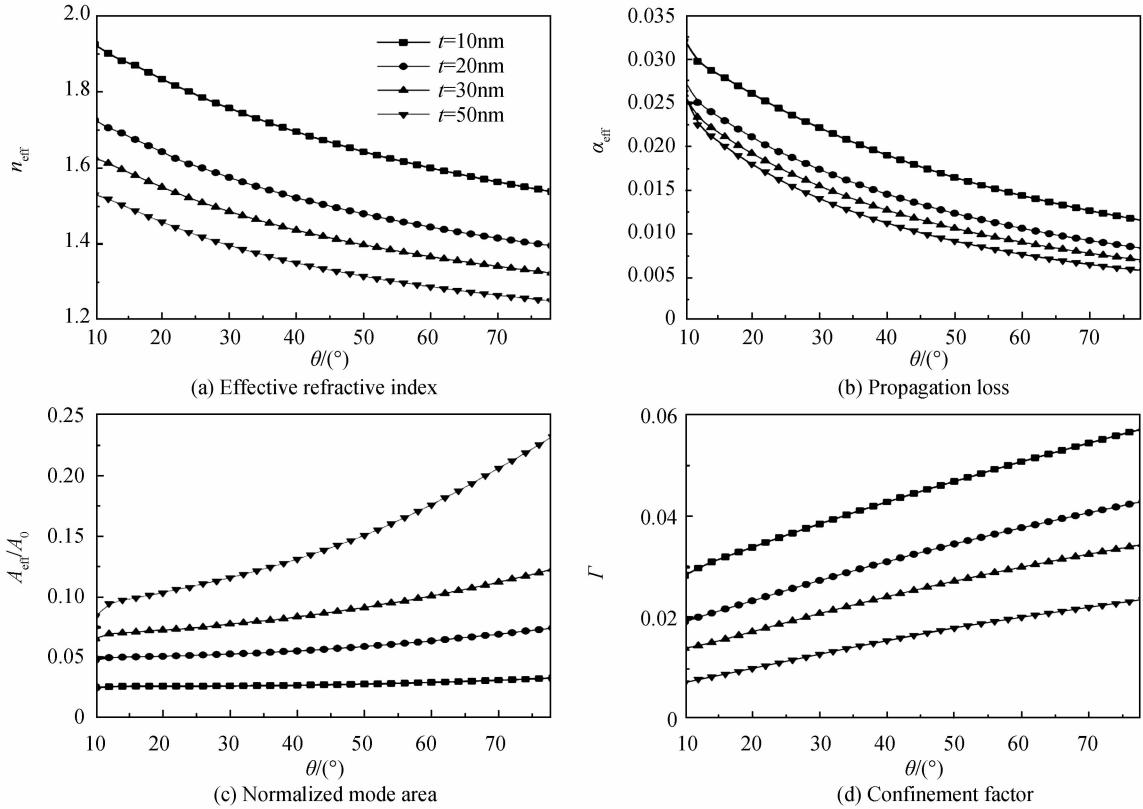 2.0
1.8
1.6
1.4
1.2
n_eff
t=10nm
t=20nm
t=30nm
t=50nm
10 20 30 40 50 60 70
θ/(°)
(a) Effective refractive index
0.035
0.030
0.025
0.020
0.015
0.010
0.005
0
α_eff
10 20 30 40 50 60 70
θ/(°)
(b) Propagation loss
0.25
0.20
0.15
0.10
0.05
0
A_eff/A_0
10 20 30 40 50 60 70
θ/(°)
(c) Normalized mode area
0.06
0.04
0.02
0
Γ
10 20 30 40 50 60 70
θ/(°)
(d) Confinement factor